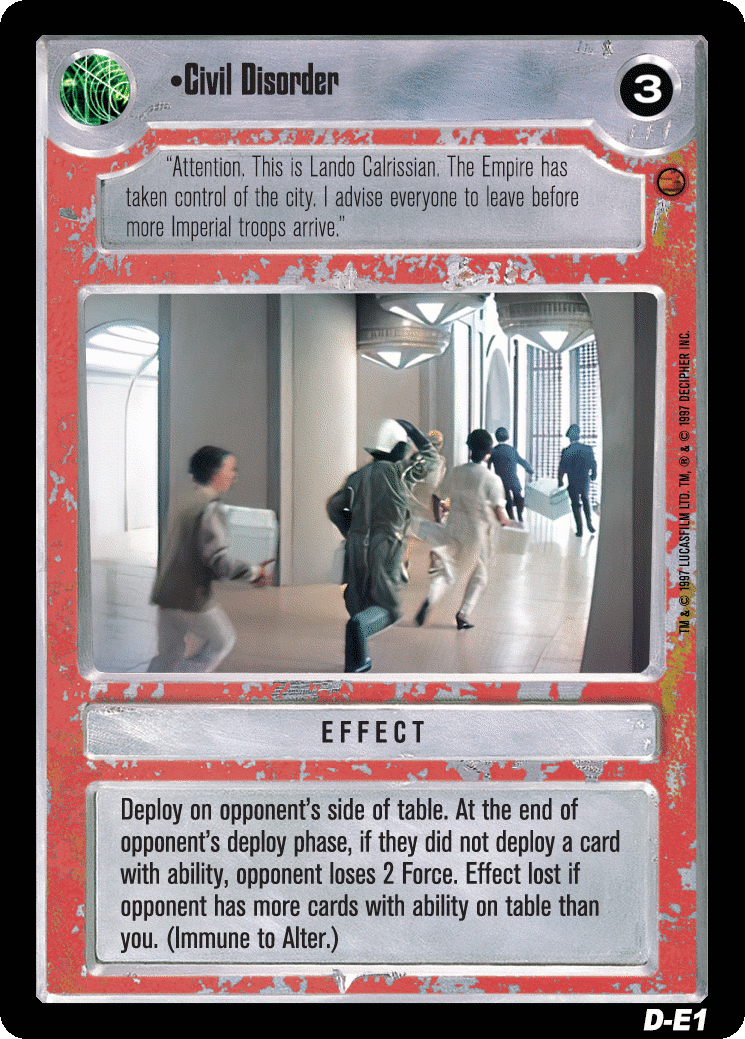 •Civil Disorder
3
“Attention. This is Lando Calrissian. The Empire has
taken control of the city. I advise everyone to leave before
more Imperial troops arrive.”
TM & © 1997 LUCASFILM LTD. TM, ® & © 1997 DECIPHER INC.
EFFECT
Deploy on opponent’s side of table. At the end of
opponent’s deploy phase, if they did not deploy a card
with ability, opponent loses 2 Force. Effect lost if
opponent has more cards with ability on table than
you. (Immune to Alter.)
D-E1